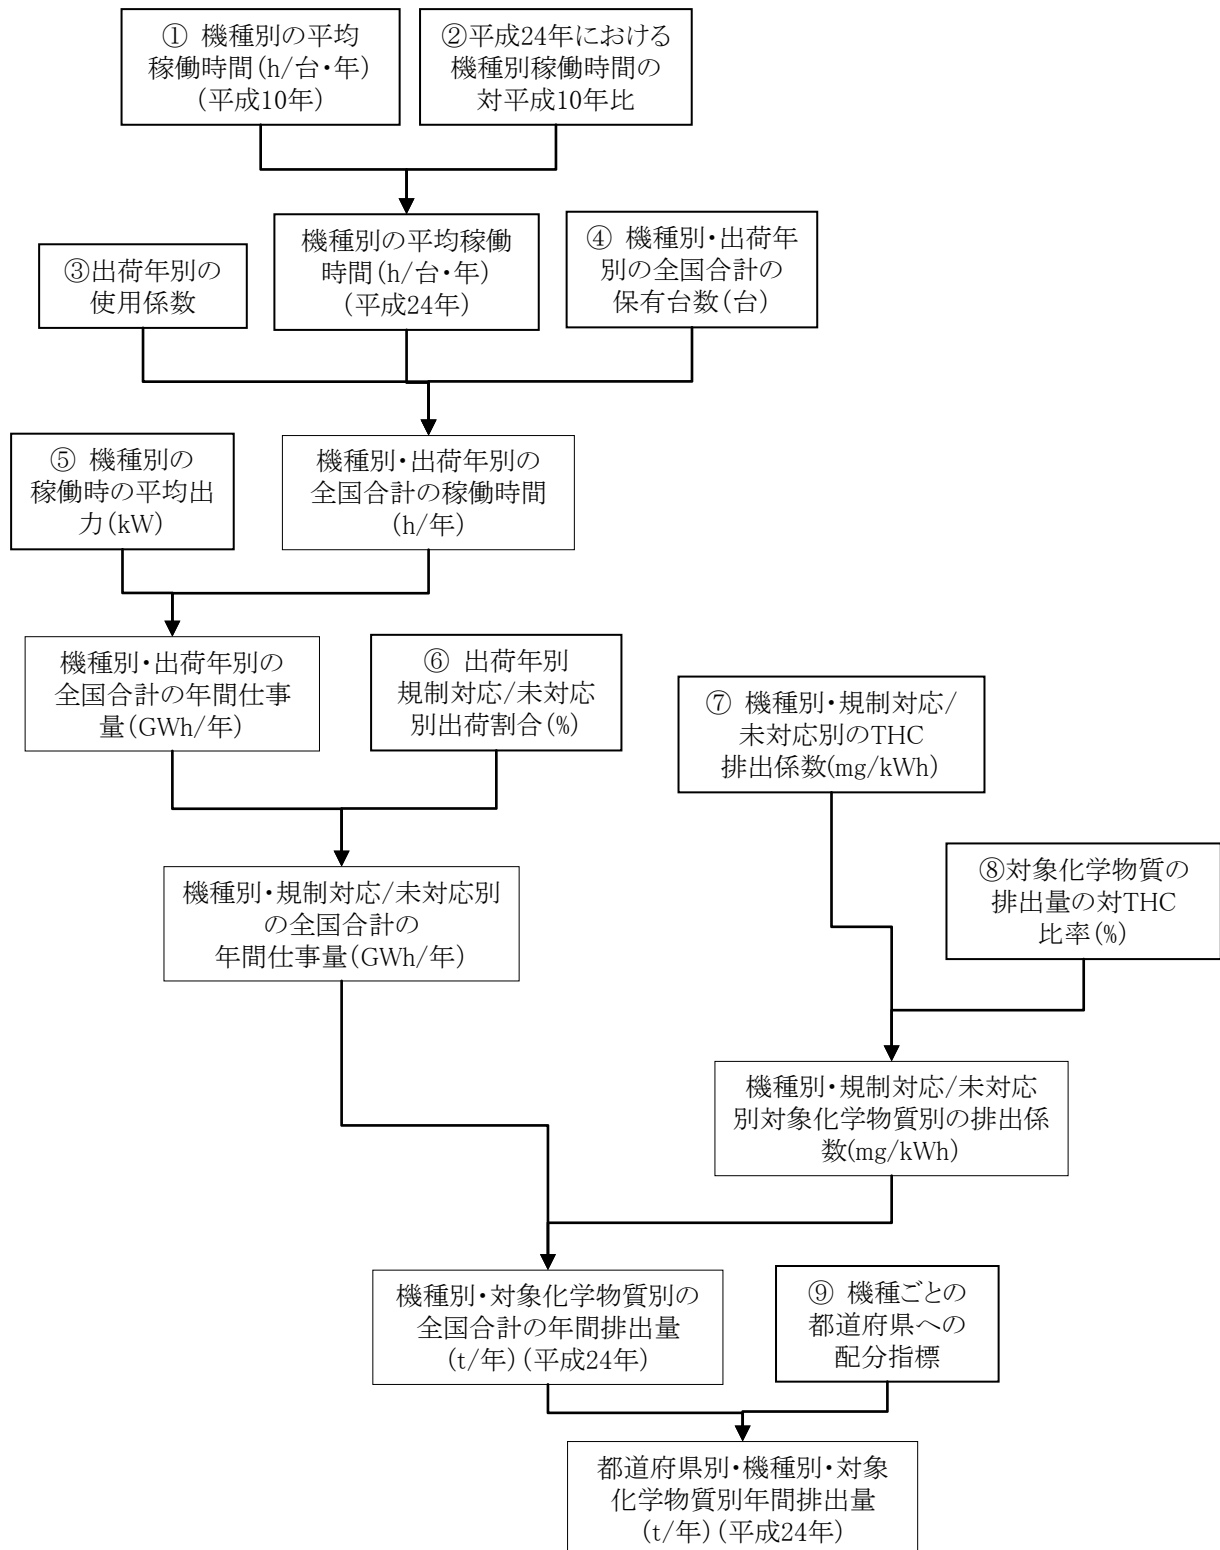 ① 機種別の平均
稼働時間(h/台・年)
(平成10年)
②平成24年における
機種別稼働時間の
対平成10年比
③出荷年別の
使用係数
機種別の平均稼働
時間(h/台・年)
(平成24年)
④ 機種別・出荷年
別の全国合計の
保有台数(台)
⑤ 機種別の
稼働時の平均出
力(kW)
機種別・出荷年別の
全国合計の稼働時間
(h/年)
機種別・出荷年別の
全国合計の年間仕事
量(GWh/年)
⑥ 出荷年別
規制対応/未対応
別出荷割合(%)
⑦ 機種別・規制対応/
未対応別のTHC
排出係数(mg/kWh)
機種別・規制対応/未対応別
の全国合計の
年間仕事量(GWh/年)
⑧対象化学物質の
排出量の対THC
比率(%)
機種別・規制対応/未対応
別対象化学物質別の排出係
数(mg/kWh)
機種別・対象化学物質別の
全国合計の年間排出量
(t/年)(平成24年)
⑨ 機種ごとの
都道府県への
配分指標
都道府県別・機種別・対象
化学物質別年間排出量
(t/年)(平成24年)